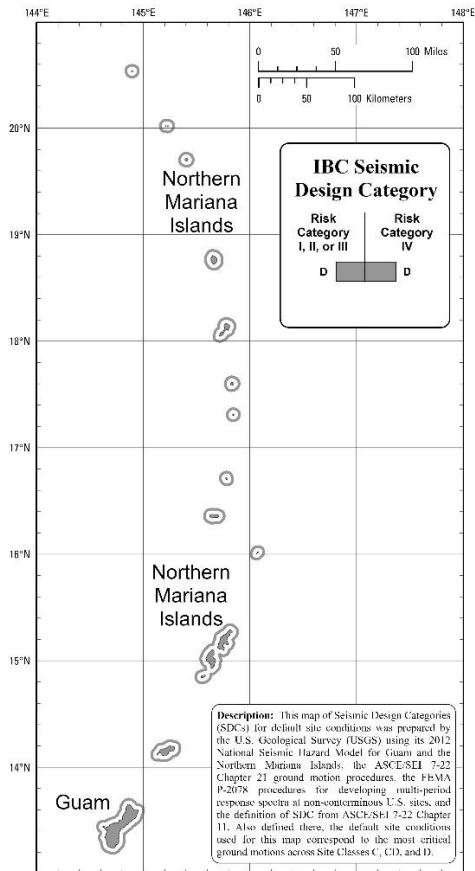 144°E 145°E 146°E 147°E 148°E
0 50 100 Miles
0 50 100 Kilometers
20°N
IBC Seismic
Design Category
Risk
Category
I, II, or III
Risk
Category
IV
D D
Northern
Mariana
Islands
19°N
18°N
17°N
16°N
Northern
Mariana
Islands
15°N
Description: This map of Seismic Design Categories
(SDCs) for default site conditions was prepared by
the U.S. Geological Survey (USGS) using its 2012
National Seismic Hazard Model for Guam and the
Northern Mariana Islands, the ASCE/SEI 7-22
Chapter 21 ground motion procedures, the FEMA
P-2078 procedures for developing multi-period
response spectra at non-conterminous U.S. sites, and
the definition of SDC from ASCE/SEI 7-22 Chapter
11. Also defined there, the default site conditions
used for this map correspond to the most critical
ground motions across Site Classes C, CD, and D.
14°N
Guam